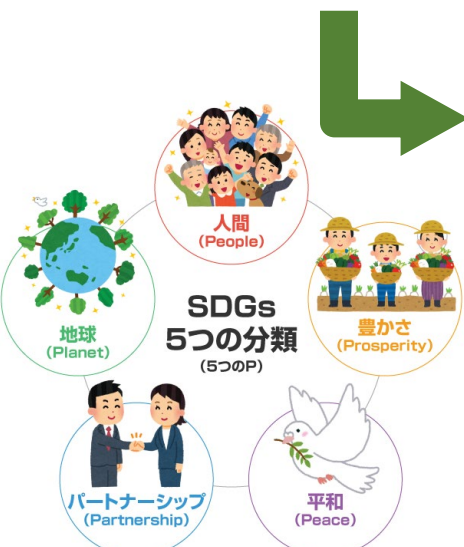 人間
(People)
豊かさ
(Prosperity)
地球
(Planet)
SDGs
5つの分類
(5つのP)
パートナーシップ
(Partnership)
平和
(Peace)